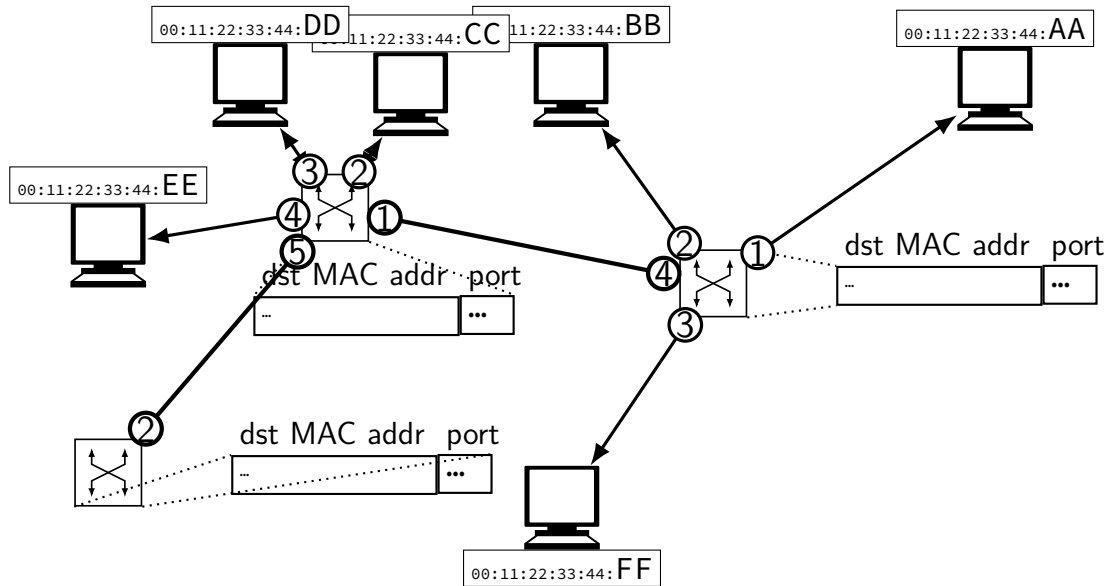 00:11:22:33:44:DD
00:11:22:33:44:CC
00:11:22:33:44:BB
00:11:22:33:44:AA
3
2
00:11:22:33:44:EE
4
1
5
2
1
4
dst MAC addr port
... ...
dst MAC addr port
... ...
3
2
dst MAC addr port
... ...
00:11:22:33:44:FF